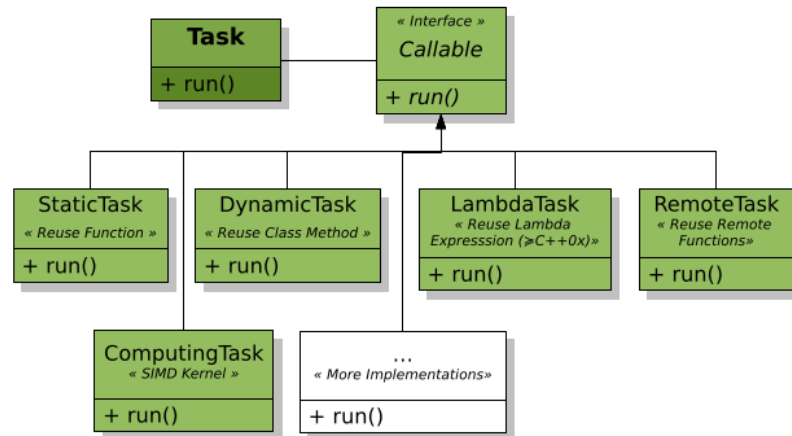 Task
+ run()
« Interface »
Callable
+ run()
StaticTask
« Reuse Function »
+ run()
DynamicTask
« Reuse Class Method »
+ run()
LambdaTask
« Reuse Lambda
Expresssion (≽C++0x)»
+ run()
RemoteTask
« Reuse Remote
Functions»
+ run()
ComputingTask
« SIMD Kernel »
+ run()
...
« More Implementations»
+ run()